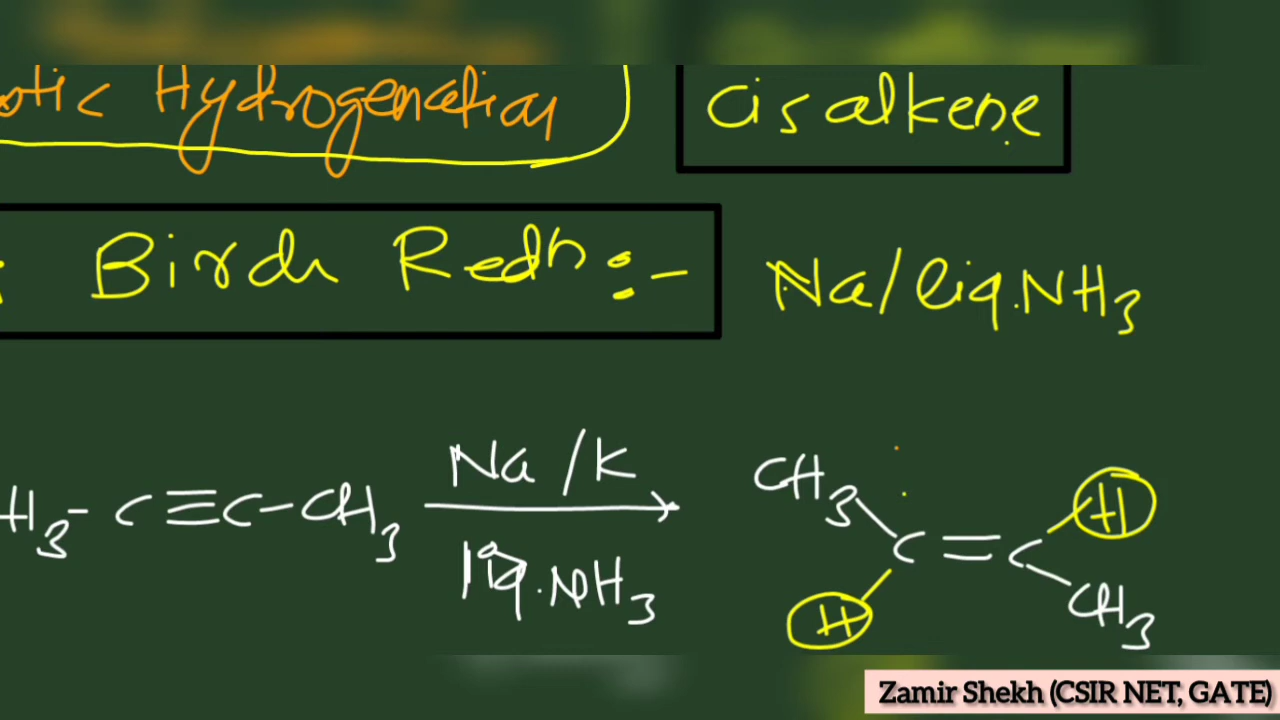 otic Hydrogenation
Cis alkene
: Birch Redn :-
Na/liq.NH3
H3-C≡C-CH3
Na/K
liq.NH3
CH3
H
C=C
H
CH3
Zamir Shekh (CSIR NET, GATE)